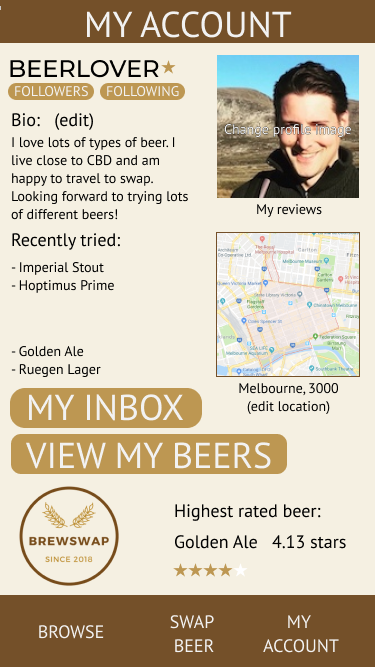 MY ACCOUNT
BEERLOVER
FOLLOWERS FOLLOWING
Bio: (edit)
I love lots of types of beer. I
live close to CBD and am
happy to travel to swap.
Looking forward to trying lots
of different beers!
Change profile image
My reviews
Recently tried:
- Imperial Stout
- Hoptimus Prime
- Golden Ale
- Ruegen Lager
Melbourne, 3000
(edit location)
MY INBOX
VIEW MY BEERS
BREWSWAP
SINCE 2018
Highest rated beer:
Golden Ale 4.13 stars
BROWSE
SWAP
BEER
MY
ACCOUNT